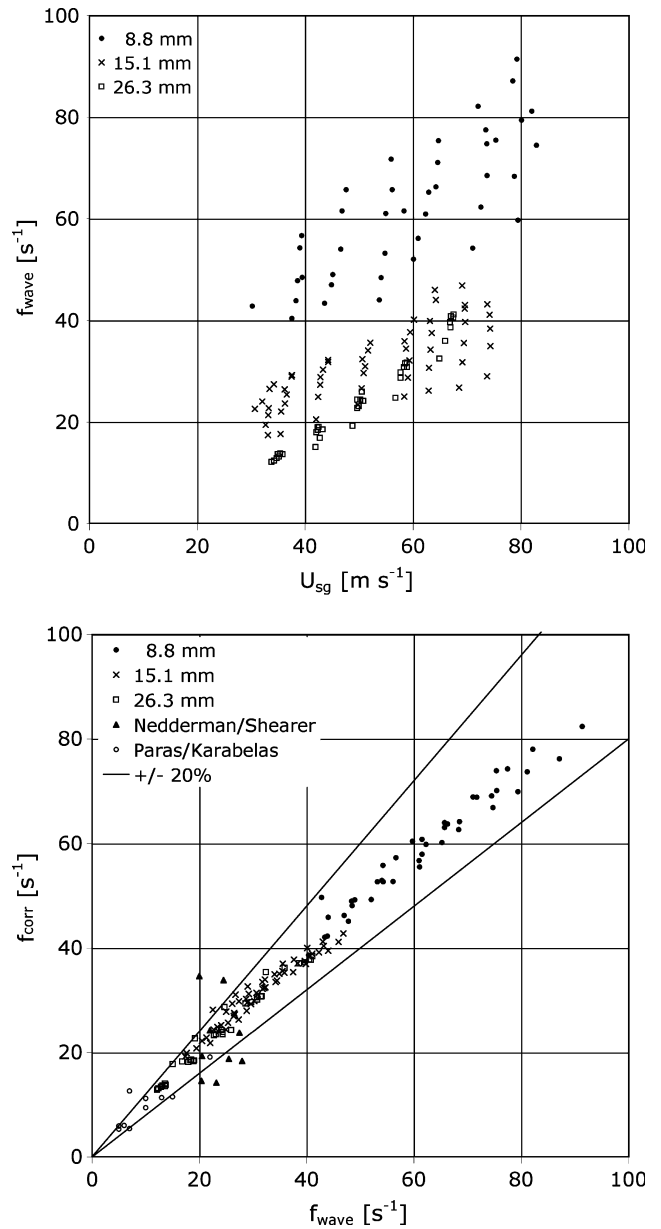 100
80
60
40
20
0
0 20 40 60 80 100
f_wave [s⁻¹]
U_sg [m s⁻¹]
8.8 mm
15.1 mm
26.3 mm
100
80
60
40
20
0
0 20 40 60 80 100
f_corr [s⁻¹]
f_wave [s⁻¹]
8.8 mm
15.1 mm
26.3 mm
Nedderman/Shearer
Paras/Karabelas
+/- 20%